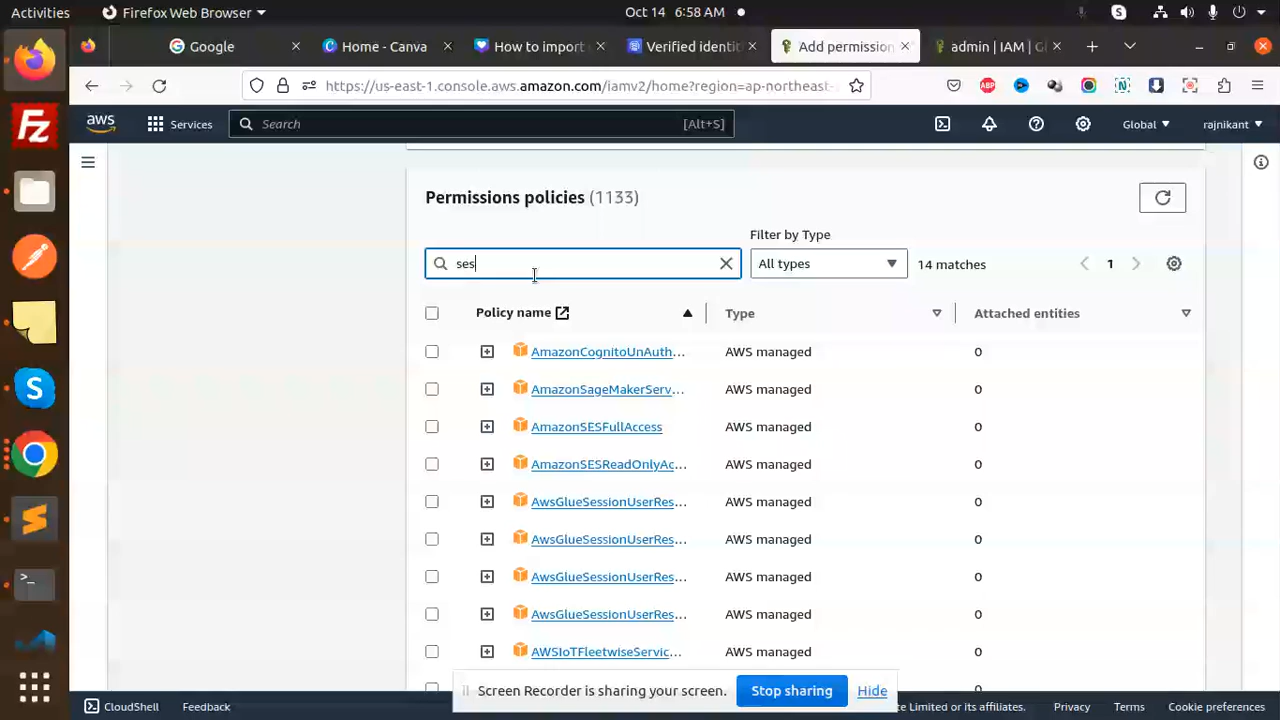 Activities Firefox Web Browser Oct 14 6:58 AM
Google Home - Canva How to import Verified identit Add permission admin | IAM | Gl
https://us-east-1.console.aws.amazon.com/iamv2/home?region=ap-northeast-
aws Services Search [Alt+S] Global rajnikant
Permissions policies (1133)
Filter by Type
ses All types 14 matches 1
Policy name Type Attached entities
AmazonCognitoUnAuth... AWS managed 0
AmazonSageMakerServ... AWS managed 0
AmazonSESFullAccess AWS managed 0
AmazonSESReadOnlyAc... AWS managed 0
AwsGlueSessionUserRes... AWS managed 0
AwsGlueSessionUserRes... AWS managed 0
AwsGlueSessionUserRes... AWS managed 0
AwsGlueSessionUserRes... AWS managed 0
AWSIoTFleetwiseServic... AWS managed 0
Screen Recorder is sharing your screen. Stop sharing Hide
CloudShell Feedback e Limited or its affiliates. Privacy Terms Cookie preferences